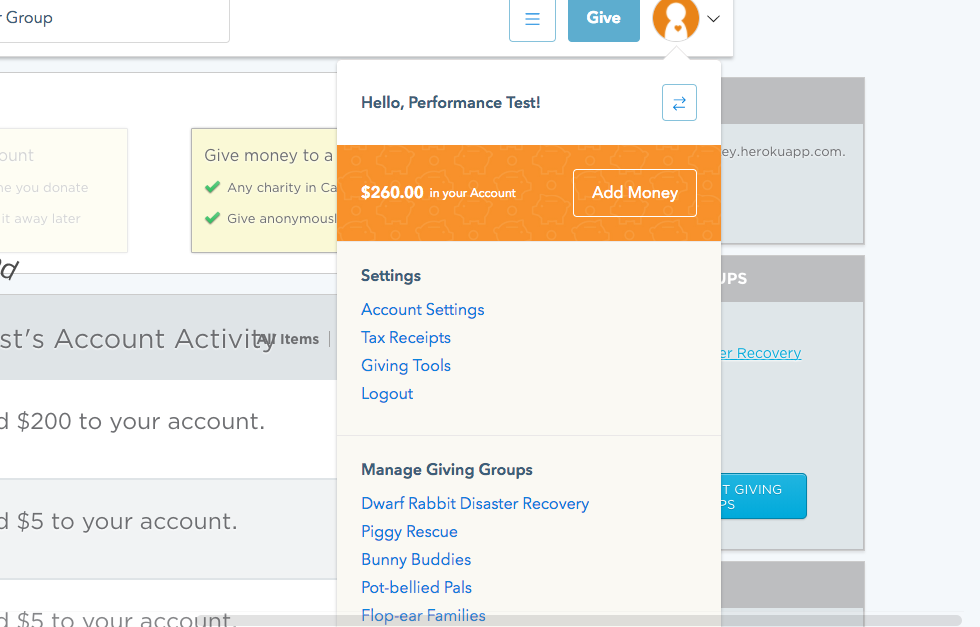 Group
Give
Hello, Performance Test!
$260.00 in your Account
Add Money
Settings
Account Settings
Tax Receipts
Giving Tools
Logout
Manage Giving Groups
Dwarf Rabbit Disaster Recovery
Piggy Rescue
Bunny Buddies
Pot-bellied Pals
Flop-ear Families
ount
ne you donate
it away later
Give money to a
Any charity in Ca
Give anonymousl
d
st's Account Activity
All Items |
d $200 to your account.
d $5 to your account.
d $5 to your account.
ey.herokuapp.com.
UPS
er Recovery
T GIVING
PS